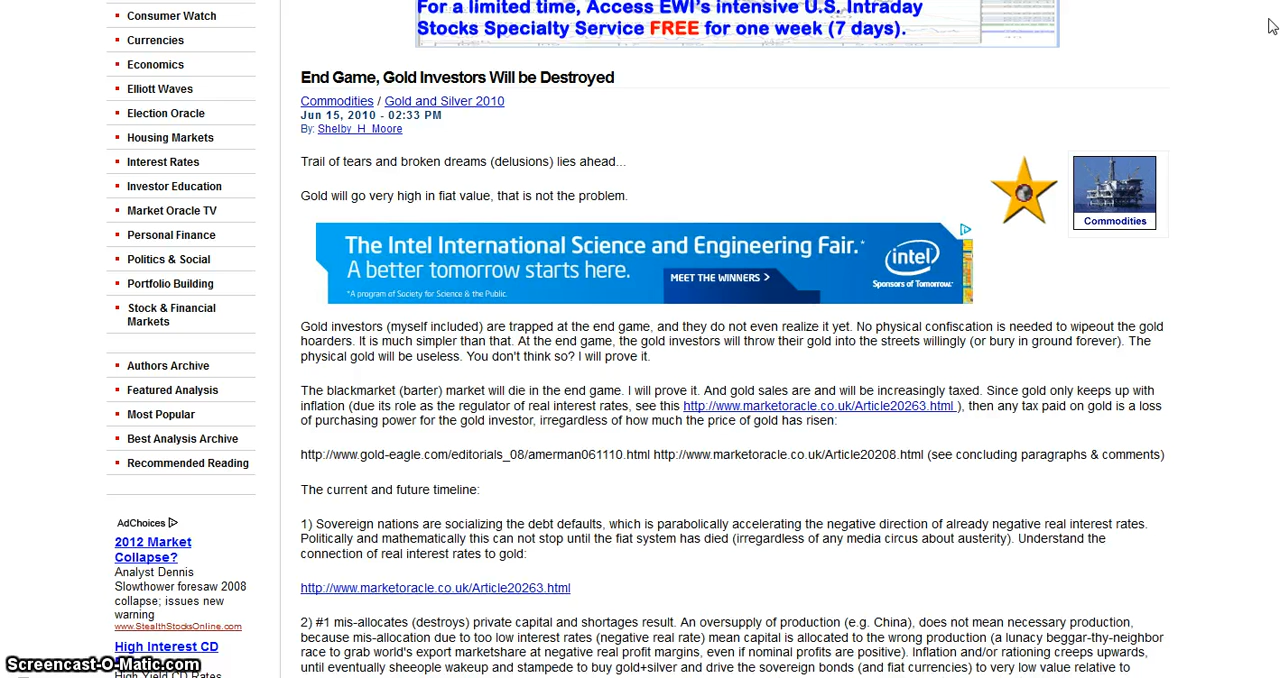 Consumer Watch
Currencies
Economics
Elliott Waves
Election Oracle
Housing Markets
Interest Rates
Investor Education
Market Oracle TV
Personal Finance
Politics & Social
Portfolio Building
Stock & Financial
Markets
Authors Archive
Featured Analysis
Most Popular
Best Analysis Archive
Recommended Reading
AdChoices
2012 Market
Collapse?
Analyst Dennis
Slowthower foresaw 2008
collapse; issues new
warning
www.StealthStocksOnline.com
High Interest CD
High Yield CD Rates
Screencast-O-Matic.com
For a limited time, Access EWI's intensive U.S. Intraday
Stocks Specialty Service FREE for one week (7 days).
End Game, Gold Investors Will be Destroyed
Commodities / Gold and Silver 2010
Jun 15, 2010 - 02:33 PM
By: Shelby_H_Moore
Trail of tears and broken dreams (delusions) lies ahead...
Gold will go very high in fiat value, that is not the problem.
Commodities
The Intel International Science and Engineering Fair.*
A better tomorrow starts here.
MEET THE WINNERS >
*A program of Society for Science & the Public.
intel
Sponsors of Tomorrow.™
Gold investors (myself included) are trapped at the end game, and they do not even realize it yet. No physical confiscation is needed to wipeout the gold
hoarders. It is much simpler than that. At the end game, the gold investors will throw their gold into the streets willingly (or bury in ground forever). The
physical gold will be useless. You don't think so? I will prove it.
The blackmarket (barter) market will die in the end game. I will prove it. And gold sales are and will be increasingly taxed. Since gold only keeps up with
inflation (due its role as the regulator of real interest rates, see this http://www.marketoracle.co.uk/Article20263.html ), then any tax paid on gold is a loss
of purchasing power for the gold investor, irregardless of how much the price of gold has risen:
http://www.gold-eagle.com/editorials_08/amerman061110.html http://www.marketoracle.co.uk/Article20208.html (see concluding paragraphs & comments)
The current and future timeline:
1) Sovereign nations are socializing the debt defaults, which is parabolically accelerating the negative direction of already negative real interest rates.
Politically and mathematically this can not stop until the fiat system has died (irregardless of any media circus about austerity). Understand the
connection of real interest rates to gold:
http://www.marketoracle.co.uk/Article20263.html
2) #1 mis-allocates (destroys) private capital and shortages result. An oversupply of production (e.g. China), does not mean necessary production,
because mis-allocation due to too low interest rates (negative real rate) mean capital is allocated to the wrong production (a lunacy beggar-thy-neighbor
race to grab world's export marketshare at negative real profit margins, even if nominal profits are positive). Inflation and/or rationing creeps upwards,
until eventually sheeople wakeup and stampede to buy gold+silver and drive the sovereign bonds (and fiat currencies) to very low value relative to